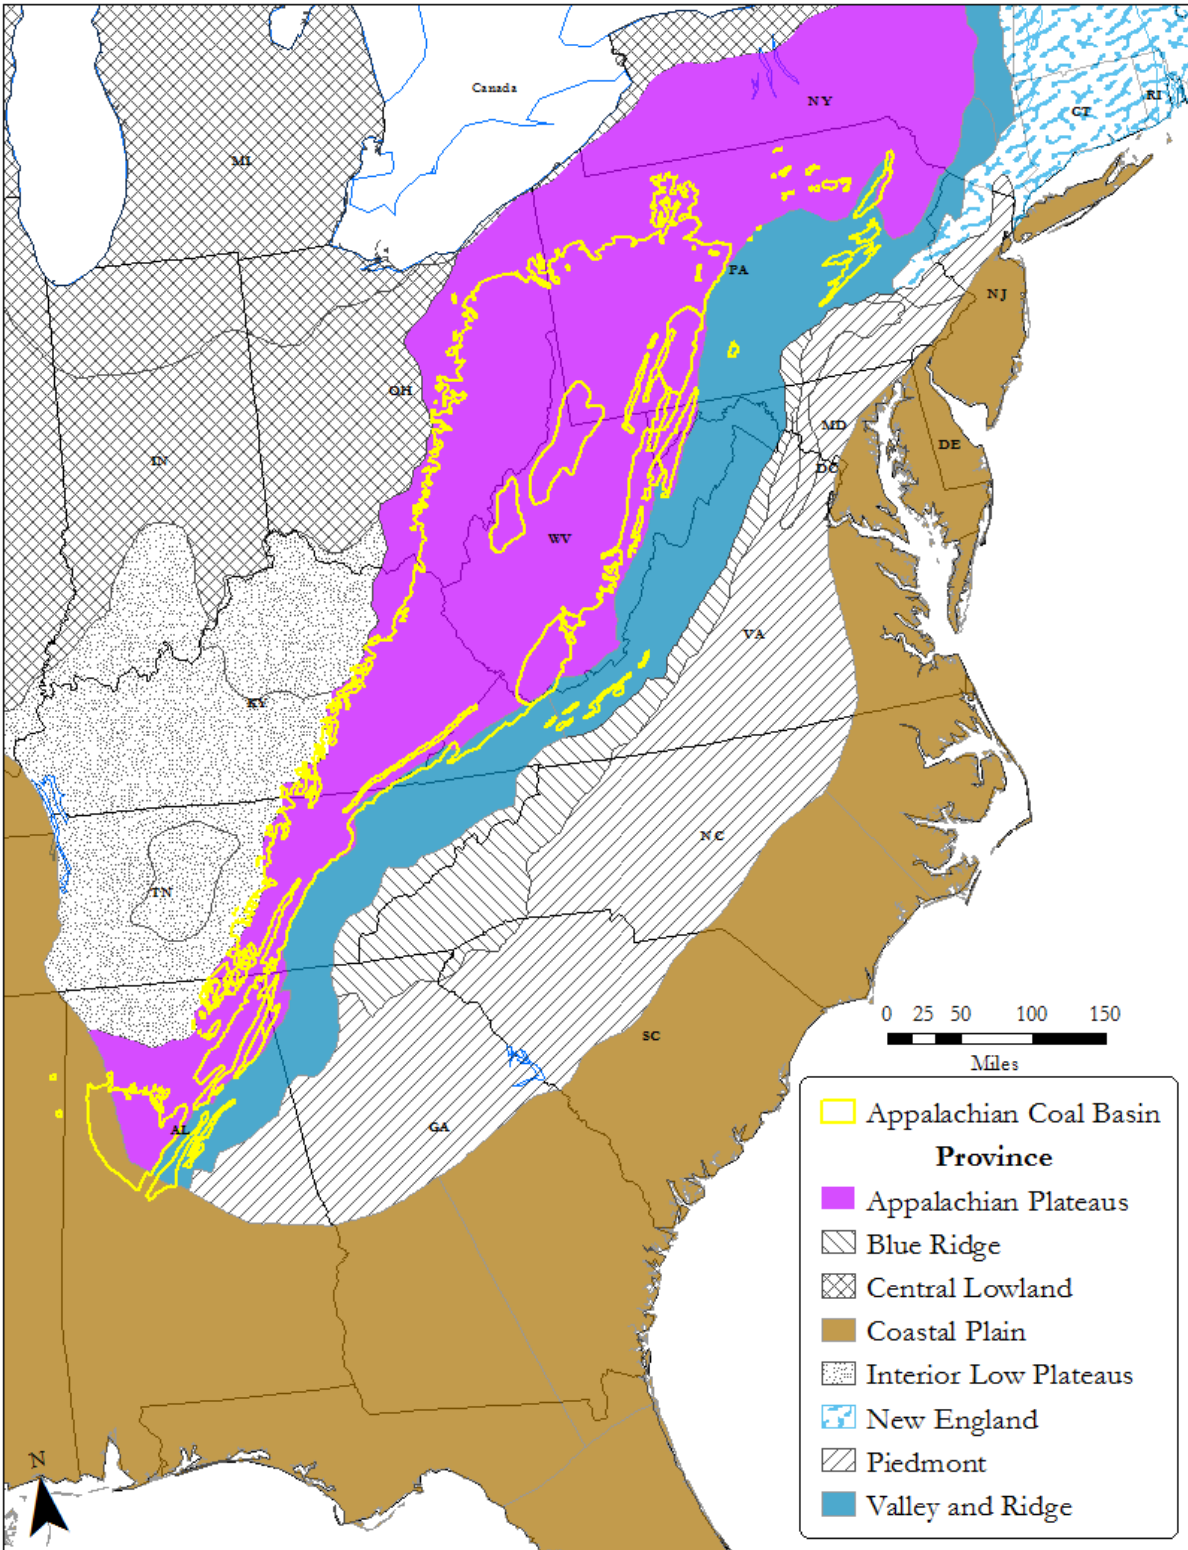 Canada
NY
RI
CT
MI
PA
NJ
OH
MD
DE
IN
DC
WV
VA
KY
NC
TN
SC
AL
GA
0 25 50 100 150
Miles
Appalachian Coal Basin
Province
Appalachian Plateaus
Blue Ridge
Central Lowland
Coastal Plain
Interior Low Plateaus
New England
Piedmont
Valley and Ridge
N